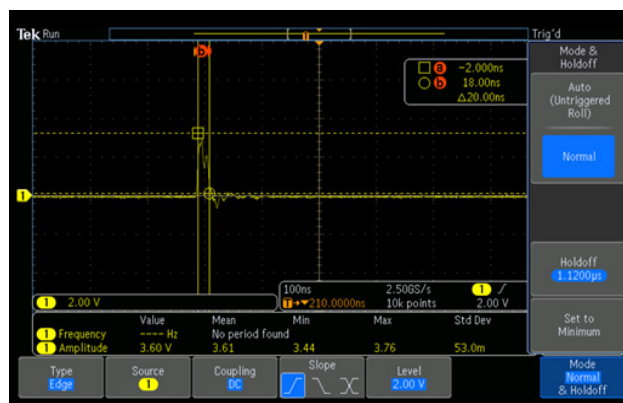 Tek Run
Trig'd
T
Mode &
Holdoff
b
a -2.000ns
b 18.00ns
△20.00ns
Auto
(Untriggered
Roll)
Normal
1
Holdoff
1.1200µs
100ns 2.50GS/s 1
1 2.00 V
T→▼210.0000ns 10k points 2.00 V
Value Mean Min Max Std Dev
1 Frequency ---- Hz No period found
1 Amplitude 3.60 V 3.61 3.44 3.76 53.0m
Set to
Minimum
Type
Edge
Source
1
Coupling
DC
Slope
Level
2.00 V
Mode
Normal
& Holdoff